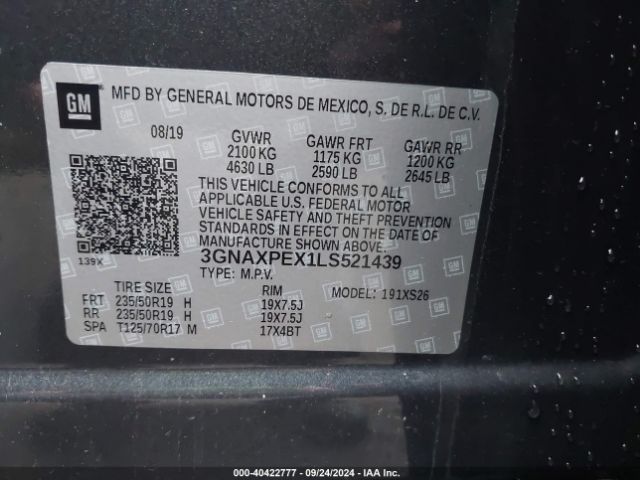 GM
MFD BY GENERAL MOTORS DE MEXICO, S. DE R.L. DE C.V.
08/19 GVWR GAWR FRT GAWR RR
2100 KG 1175 KG 1200 KG
4630 LB 2590 LB 2645 LB
THIS VEHICLE CONFORMS TO ALL
APPLICABLE U.S. FEDERAL MOTOR
VEHICLE SAFETY AND THEFT PREVENTION
STANDARDS IN EFFECT ON THE DATE OF
MANUFACTURE SHOWN ABOVE.
139X 3GNAXPEX1LS521439
TYPE: M.P.V.
TIRE SIZE RIM MODEL: 191XS26
FRT 235/50R19 H 19X7.5J
RR 235/50R19 H 19X7.5J
SPA T125/70R17 M 17X4BT
000-40422777 - 09/24/2024 - IAA Inc.